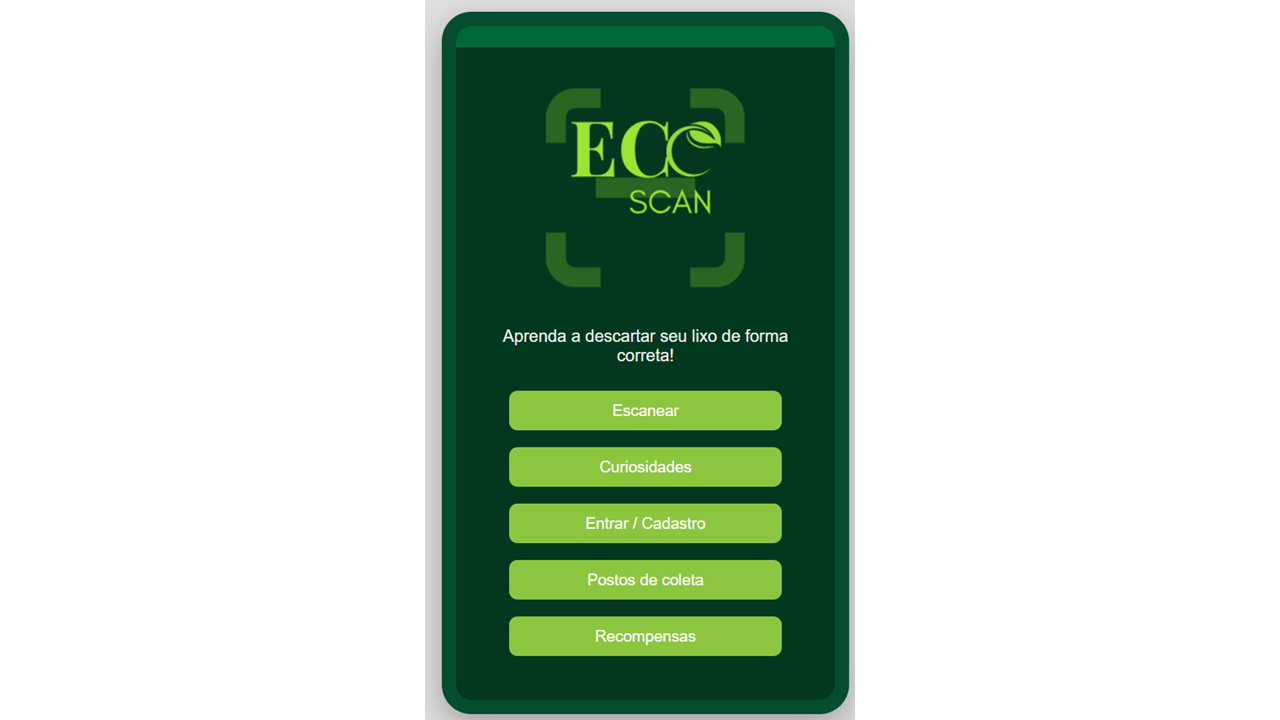 ECO
SCAN
Aprenda a descartar seu lixo de forma
correta!
Escanear
Curiosidades
Entrar / Cadastro
Postos de coleta
Recompensas